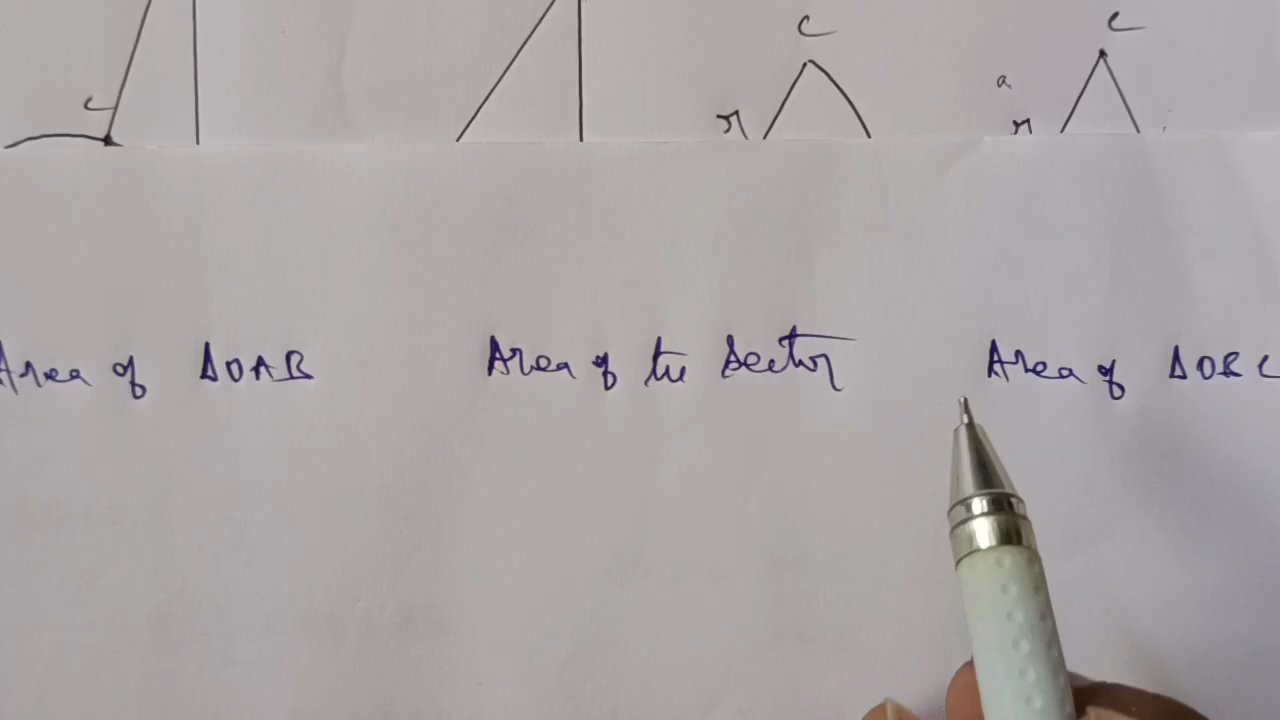 C C
C a
r r
Area of ΔOAB Area of the Sector Area of ΔOBC